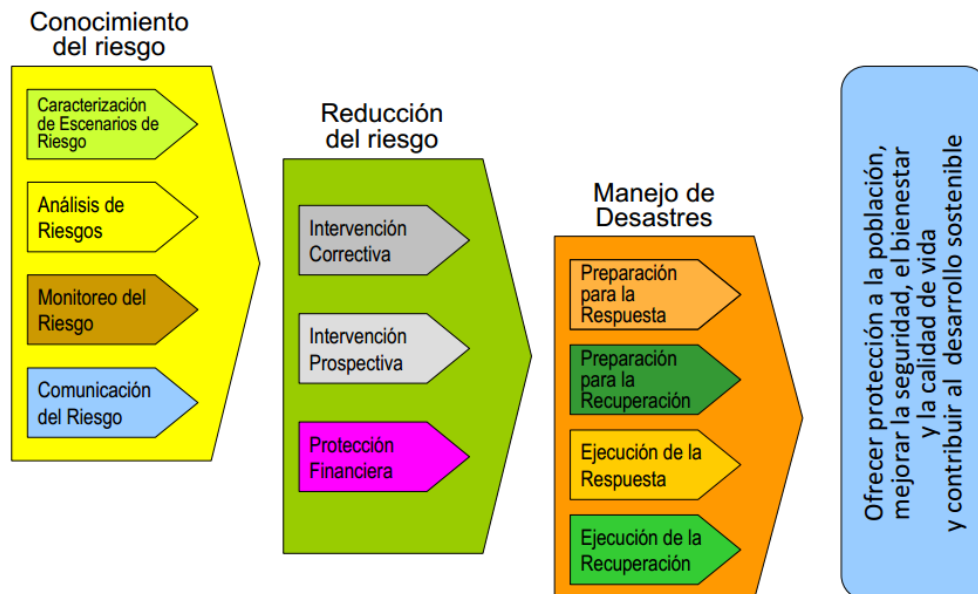 Conocimiento
del riesgo
Caracterización
de Escenarios de
Riesgo
Análisis de
Riesgos
Monitoreo del
Riesgo
Comunicación
del Riesgo
Reducción
del riesgo
Intervención
Correctiva
Intervención
Prospectiva
Protección
Financiera
Manejo de
Desastres
Preparación
para la
Respuesta
Preparación
para la
Recuperación
Ejecución de la
Respuesta
Ejecución de la
Recuperación
Ofrecer protección a la población,
mejorar la seguridad, el bienestar
y la calidad de vida
y contribuir al desarrollo sostenible